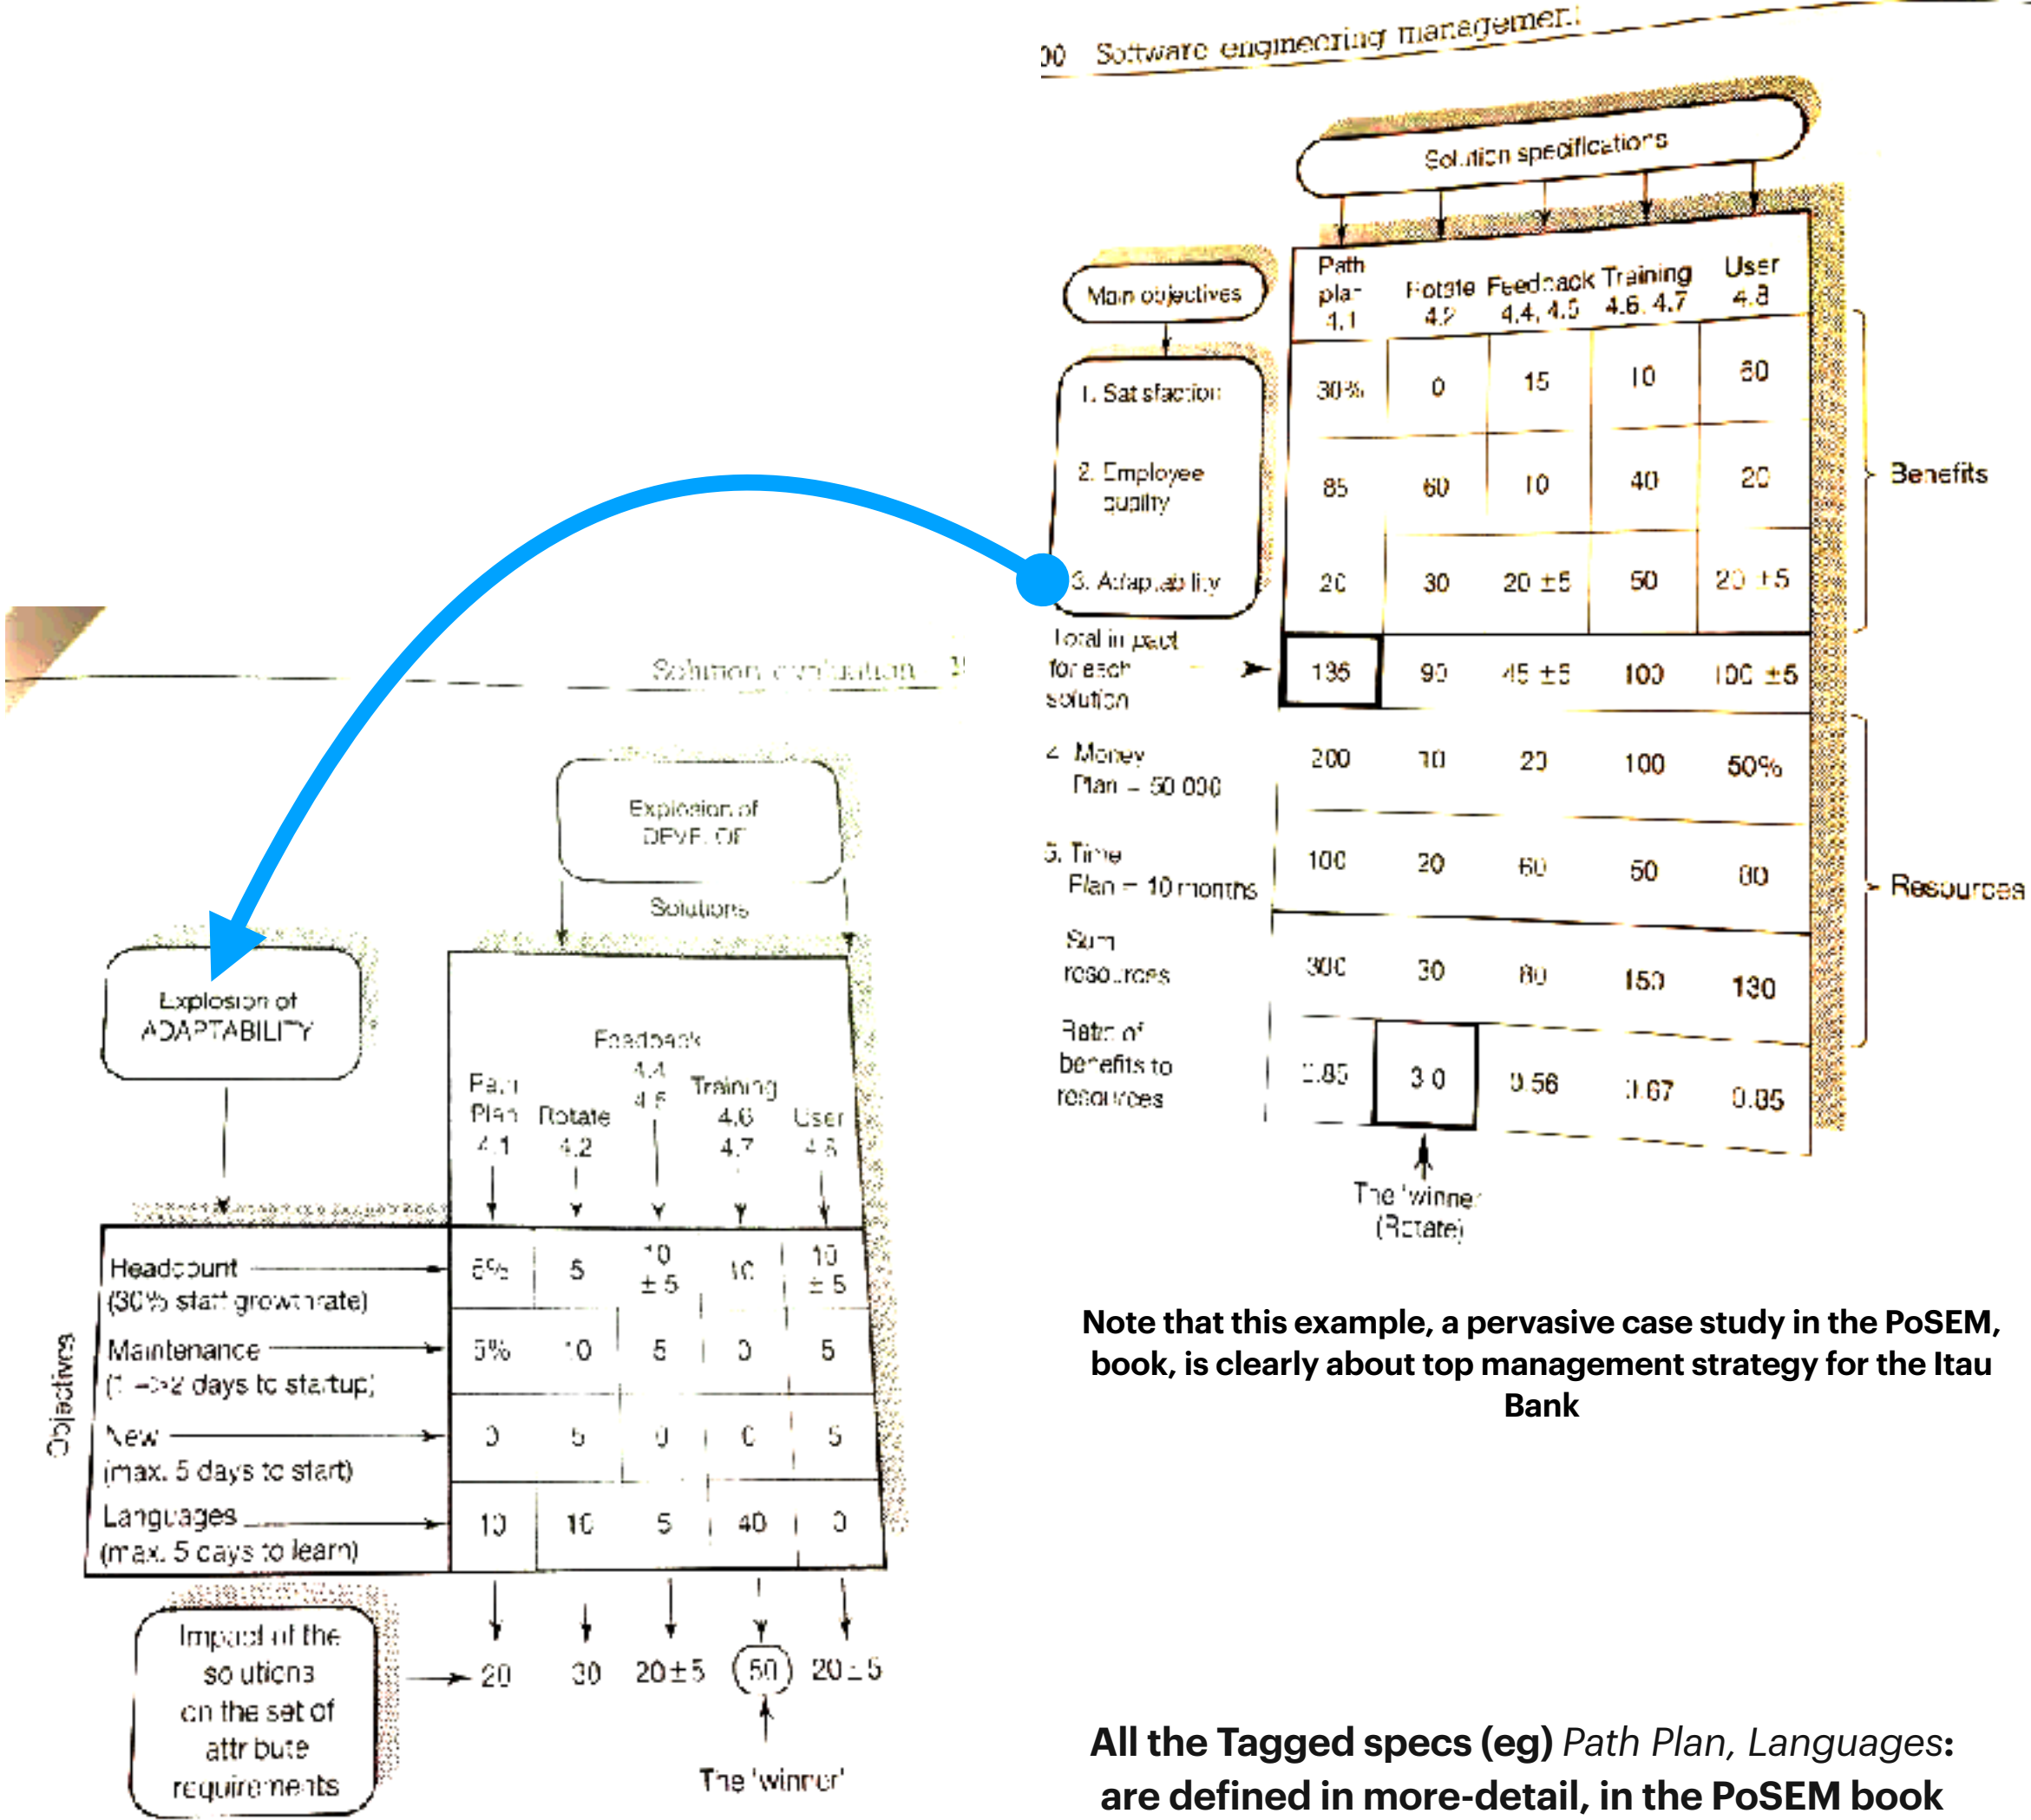 00 Software engineering management
Solution specifications
Main objectives
Path plan 4.1
Rotate 4.2
Feedback 4.4, 4.5
Training 4.6, 4.7
User 4.8
1. Satisfaction 30% 0 15 10 60
2. Employee quality 85 60 10 40 20
3. Adaptability 20 30 20 ±5 50 20 ±5
Benefits
Total impact for each solution 135 90 45 ±5 100 100 ±5
4. Money 200 10 20 100 50%
Plan = 50 000
5. Time 100 20 60 50 80
Plan = 10 months
Resources
Sum resources 300 30 80 150 130
Ratio of benefits to resources 3.0 0.56 0.67
The 'winner'
(Rotate)
Note that this example, a pervasive case study in the PoSEM,
book, is clearly about top management strategy for the Itau
Bank
Solution evaluation
Explosion of
DEVELOP
Solutions
Explosion of
ADAPTABILITY
Path Plan 4.1
Rotate 4.2
Feedback 4.4 4.5
Training 4.6 4.7
User 4.8
Objectives
Headcount 5% 5 10 ±5 10 10 ±5
(30% staff growth rate)
Maintenance 5% 10 5 0 5
days to startup)
New 0 5 0 0 5
(max. 5 days to start)
Languages 10 10 5 40 0
(max. 5 days to learn)
Impact of the
solutions
on the set of
attribute
requirements
20 30 20±5 50 20±5
The 'winner'
All the Tagged specs (eg) Path Plan, Languages:
are defined in more-detail, in the PoSEM book